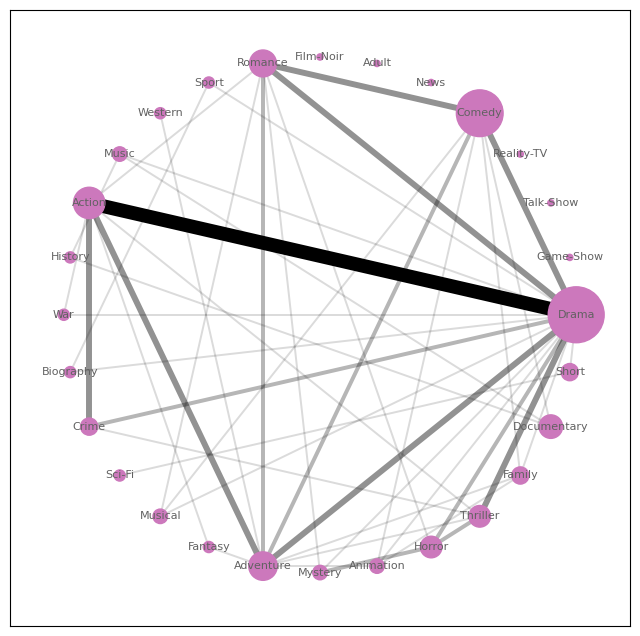 Film-Noir
Romance
Adult
Sport
News
Western
Comedy
Music
Reality-TV
Action
Talk-Show
History
Game-Show
War
Drama
Biography
Short
Crime
Documentary
Sci-Fi
Family
Musical
Thriller
Fantasy
Horror
Adventure
Mystery
Animation